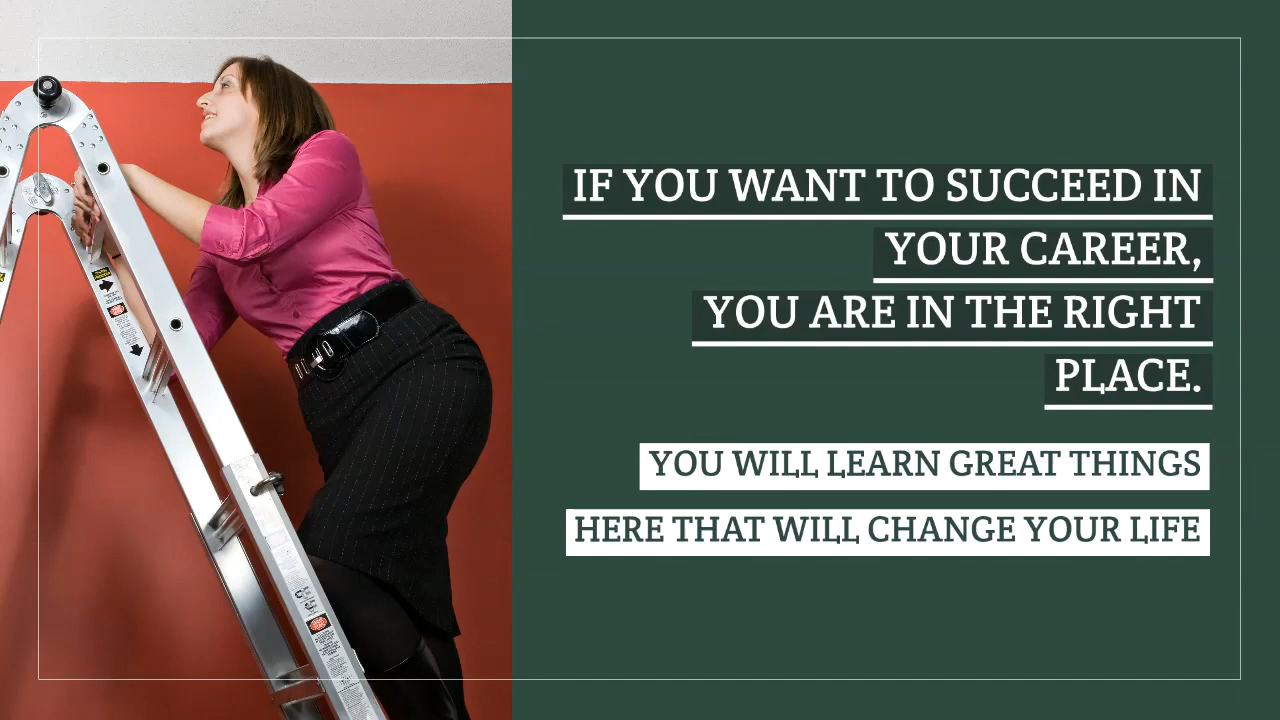 IF YOU WANT TO SUCCEED IN
YOUR CAREER,
YOU ARE IN THE RIGHT
PLACE.
YOU WILL LEARN GREAT THINGS
HERE THAT WILL CHANGE YOUR LIFE